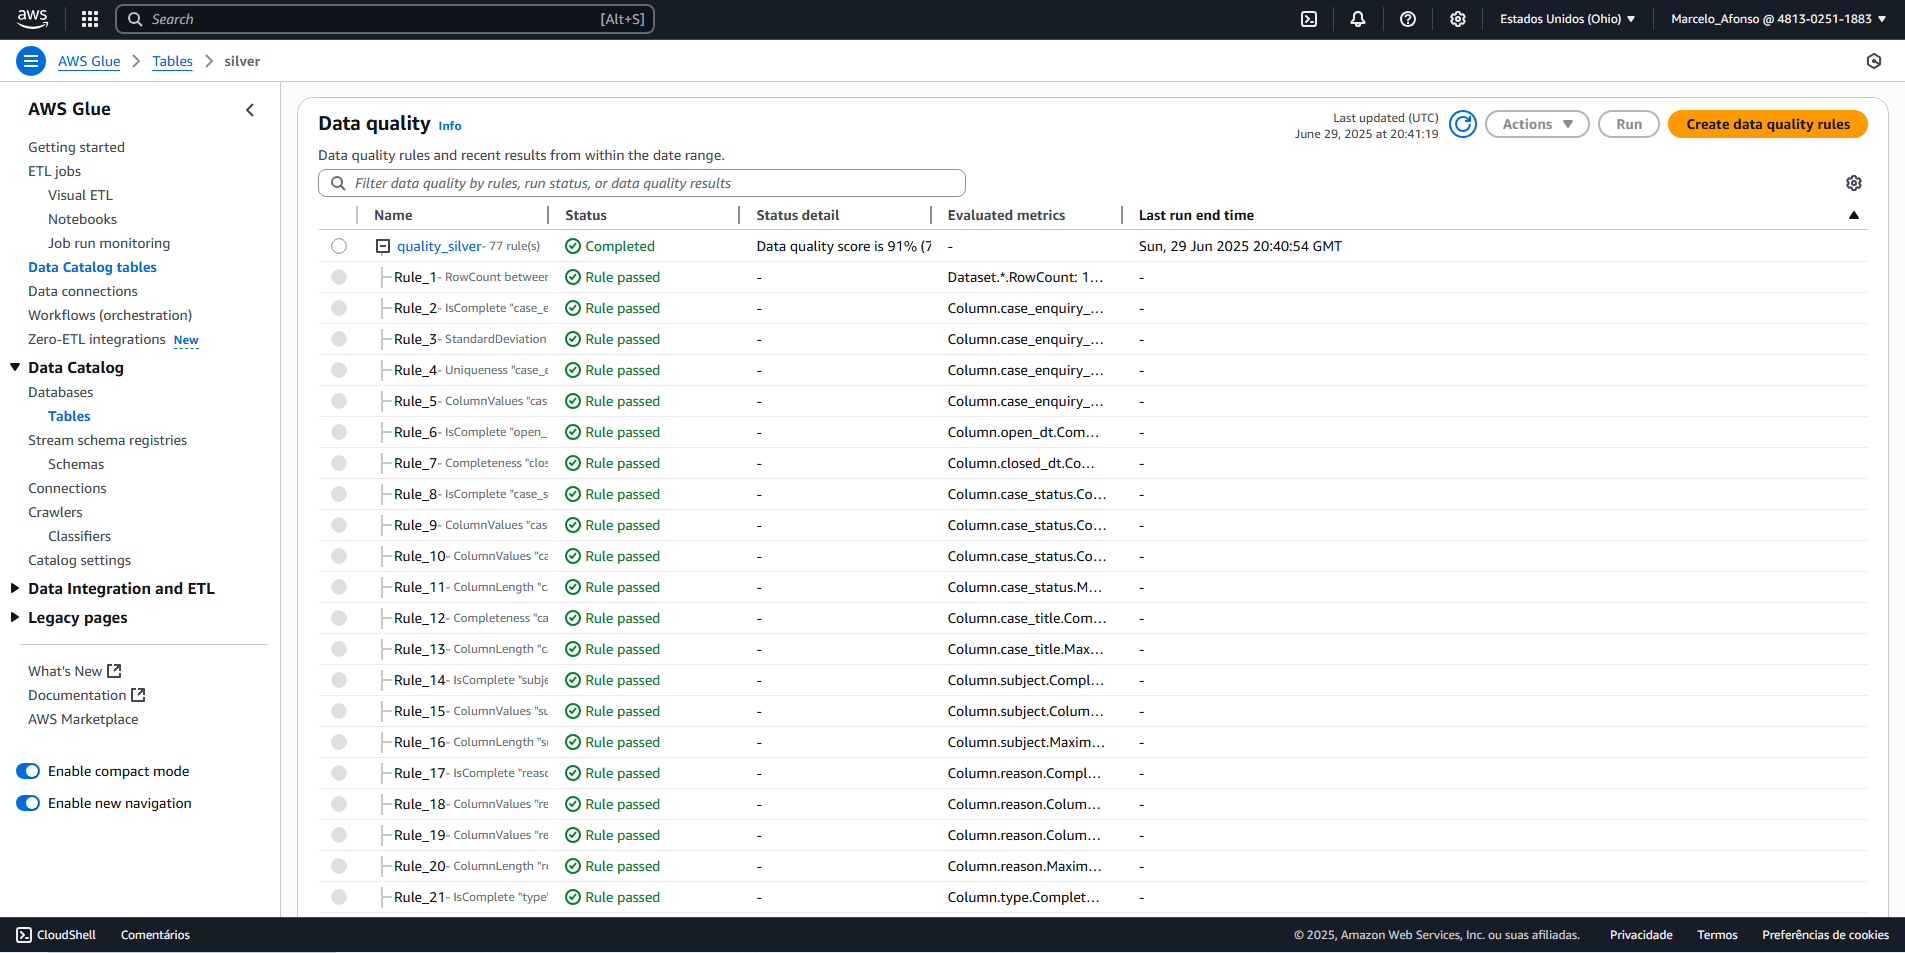 aws
Search [Alt+S]
Estados Unidos (Ohio)
Marcelo_Afonso @ 4813-0251-1883
AWS Glue
Tables
silver
AWS Glue
Getting started
ETL jobs
Visual ETL
Notebooks
Job run monitoring
Data Catalog tables
Data connections
Workflows (orchestration)
Zero-ETL integrations New
Data Catalog
Databases
Tables
Stream schema registries
Schemas
Connections
Crawlers
Classifiers
Catalog settings
Data Integration and ETL
Legacy pages
What's New
Documentation
AWS Marketplace
Enable compact mode
Enable new navigation
Data quality Info
Last updated (UTC)
June 29, 2025 at 20:41:19
Actions
Run
Create data quality rules
Data quality rules and recent results from within the date range.
Filter data quality by rules, run status, or data quality results
Name Status Status detail Evaluated metrics Last run end time
quality_silver- 77 rule(s) Completed Data quality score is 91% (7 - Sun, 29 Jun 2025 20:40:54 GMT
Rule_1- RowCount between Rule passed - Dataset.*.RowCount: 1... -
Rule_2- IsComplete "case_e Rule passed - Column.case_enquiry_... -
Rule_3- StandardDeviation Rule passed - Column.case_enquiry_... -
Rule_4- Uniqueness "case_e Rule passed - Column.case_enquiry_... -
Rule_5- ColumnValues "cas Rule passed - Column.case_enquiry_... -
Rule_6- IsComplete "open_ Rule passed - Column.open_dt.Com... -
Rule_7- Completeness "clos Rule passed - Column.closed_dt.Co... -
Rule_8- IsComplete "case_s Rule passed - Column.case_status.Co... -
Rule_9- ColumnValues "cas Rule passed - Column.case_status.Co... -
Rule_10- ColumnValues "ca Rule passed - Column.case_status.Co... -
Rule_11- ColumnLength "c Rule passed - Column.case_status.M... -
Rule_12- Completeness "ca Rule passed - Column.case_title.Com... -
Rule_13- ColumnLength "c Rule passed - Column.case_title.Max... -
Rule_14- IsComplete "subje Rule passed - Column.subject.Compl... -
Rule_15- ColumnValues "su Rule passed - Column.subject.Colum... -
Rule_16- ColumnLength "s Rule passed - Column.subject.Maxim... -
Rule_17- IsComplete "reasc Rule passed - Column.reason.Compl... -
Rule_18- ColumnValues "re Rule passed - Column.reason.Colum... -
Rule_19- ColumnValues "re Rule passed - Column.reason.Colum... -
Rule_20- ColumnLength "re Rule passed - Column.reason.Maxim... -
Rule_21- IsComplete "type" Rule passed - Column.type.Complet... -
CloudShell
Comentários
© 2025, Amazon Web Services, Inc. ou suas afiliadas.
Privacidade
Termos
Preferências de cookies